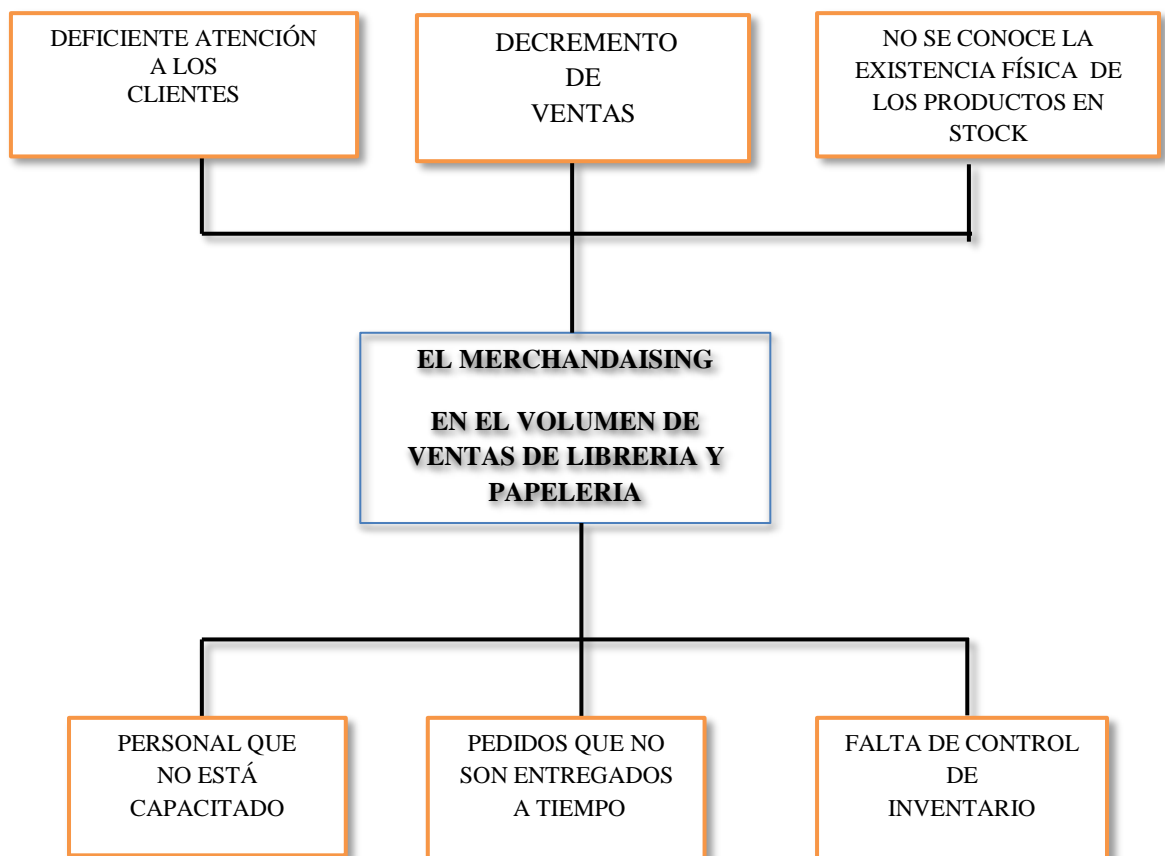 DEFICIENTE ATENCIÓN
A LOS
CLIENTES
DECREMENTO
DE
VENTAS
NO SE CONOCE LA
EXISTENCIA FÍSICA DE
LOS PRODUCTOS EN
STOCK
EL MERCHANDAISING
EN EL VOLUMEN DE
VENTAS DE LIBRERIA Y
PAPELERIA
PERSONAL QUE
NO ESTÁ
CAPACITADO
PEDIDOS QUE NO
SON ENTREGADOS
A TIEMPO
FALTA DE CONTROL
DE
INVENTARIO